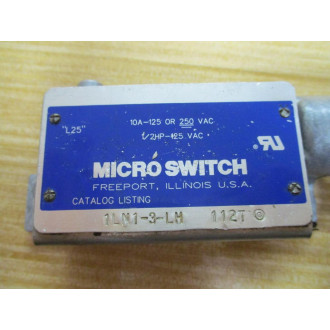 10A-125 OR 250 VAC
"L25"
1/2HP-125 VAC
MICRO SWITCH
FREEPORT, ILLINOIS U.S.A.
CATALOG LISTING
1LN1-3-LH 112T ©